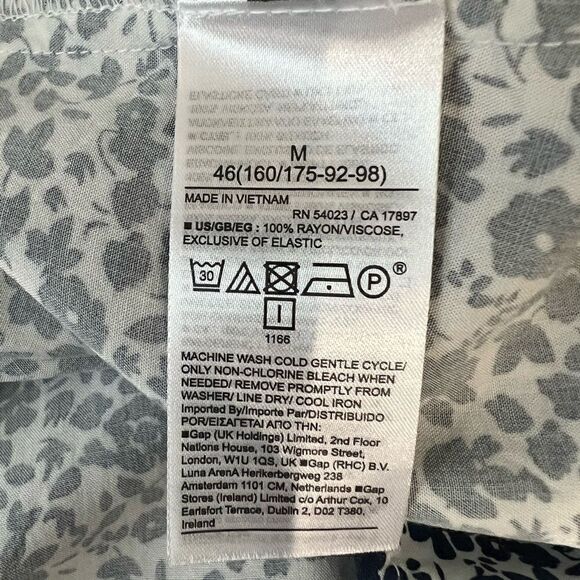 M
46(160/175-92-98)
MADE IN VIETNAM
RN 54023 / CA 17897
■ US/GB/EG : 100% RAYON/VISCOSE,
EXCLUSIVE OF ELASTIC
30 P ®
I
1166
MACHINE WASH COLD GENTLE CYCLE/
ONLY NON-CHLORINE BLEACH WHEN
NEEDED/ REMOVE PROMPTLY FROM
WASHER/ LINE DRY/ COOL IRON
Imported By/Importe Par/DISTRIBUIDO
POR/ΕΙΣΑΓΕΤΑΙ ΑΠΟ ΤΗΝ:
■Gap (UK Holdings) Limited, 2nd Floor
Nations House, 103 Wigmore Street,
London, W1U 1QS, UK ■Gap (RHC) B.V.
Luna ArenA Herikerbergweg 238
Amsterdam 1101 CM, Netherlands ■Gap
Stores (Ireland) Limited c/o Arthur Cox, 10
Earlsfort Terrace, Dublin 2, D02 T380,
Ireland